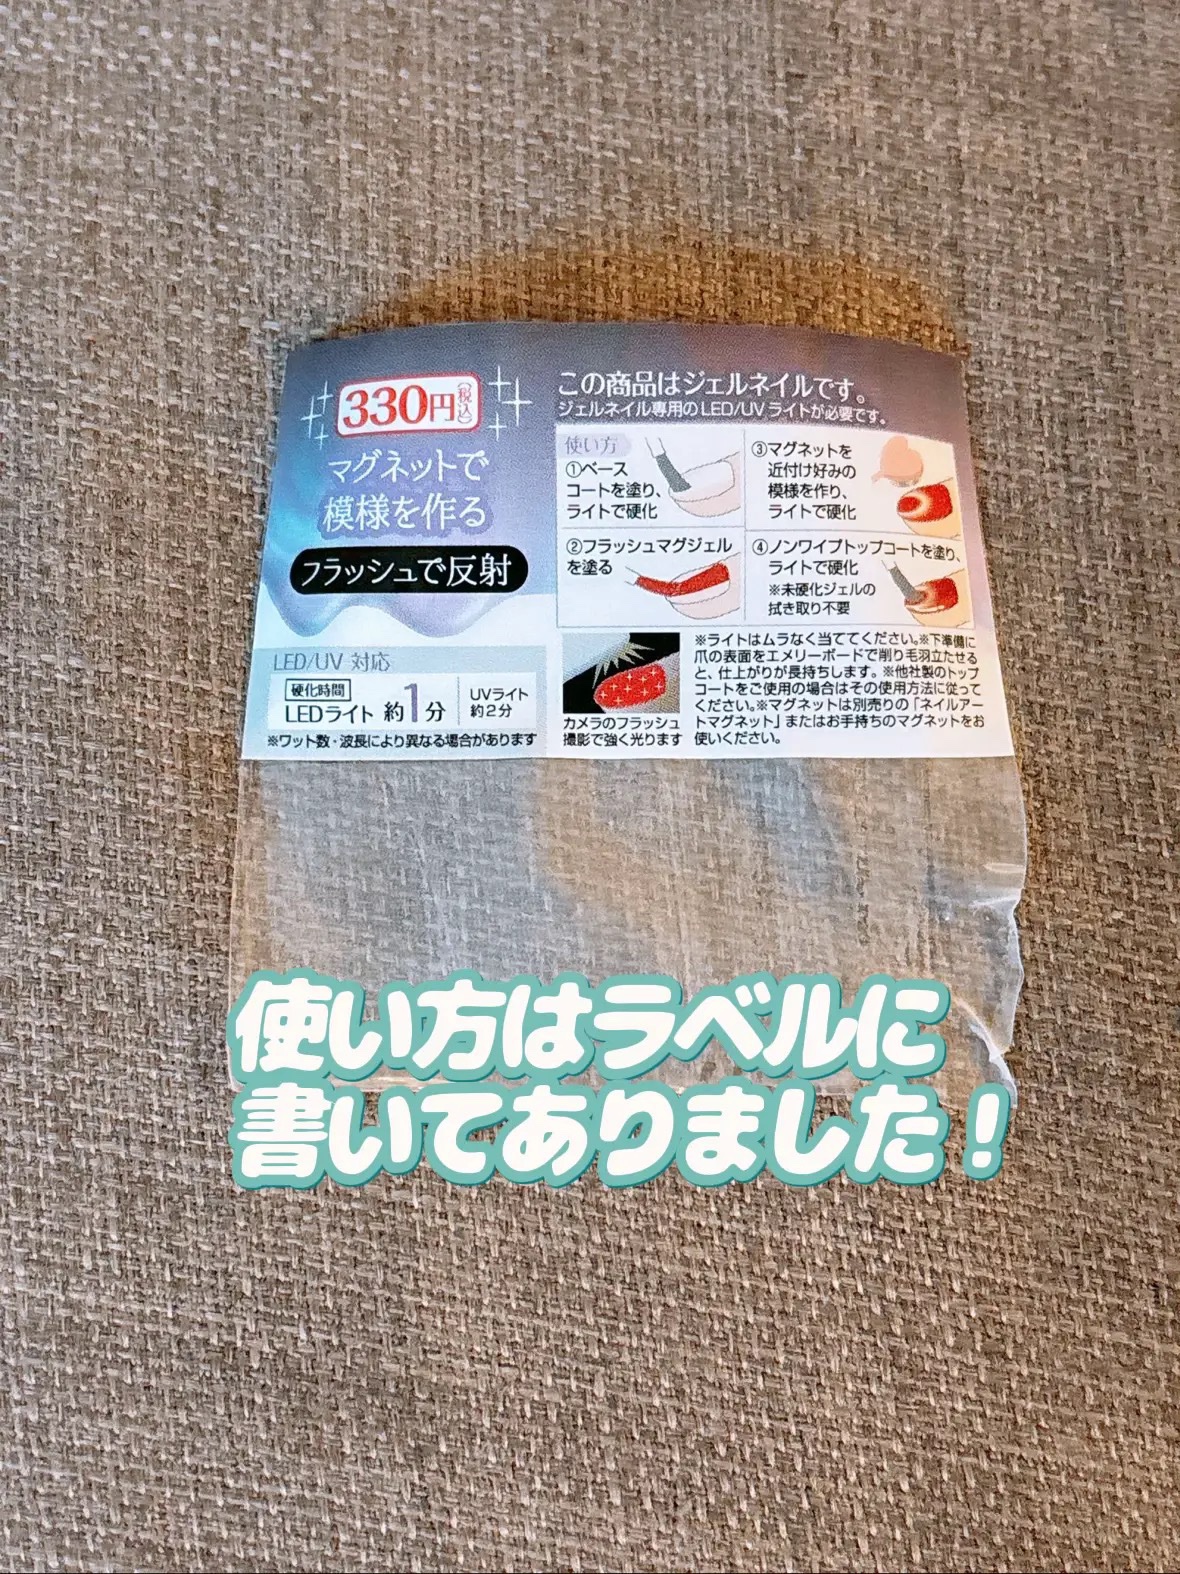 330円(税込)
マグネットで
模様を作る
フラッシュで反射
LED/UV 対応
硬化時間
LEDライト 約1分
UVライト
約2分
※ワット数・波長により異なる場合があります
この商品はジェルネイルです。
ジェルネイル専用のLED/UVライトが必要です。
使い方
①ベース
コートを塗り、
ライトで硬化
②フラッシュマグジェル
を塗る
③マグネットを
近付け好みの
模様を作り、
ライトで硬化
④ノンワイプトップコートを塗り、
ライトで硬化
※未硬化ジェルの
拭き取り不要
カメラのフラッシュ
撮影で強く光ります
※ライトはムラなく当ててください。※下準備に
爪の表面をエメリーボードで削り毛羽立たせる
と、仕上がりが長持ちします。※他社製のトップ
コートをご使用の場合はその使用方法に従って
ください。※マグネットは別売りの「ネイルアー
トマグネット」またはお手持ちのマグネットをお
使いください。
使い方はラベルに
書いてありました！